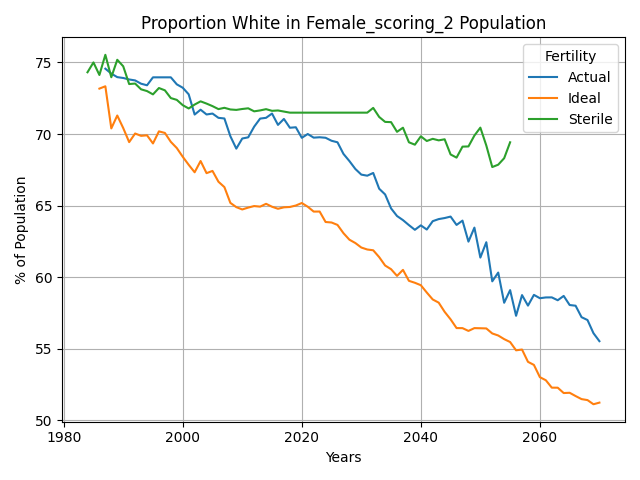 Proportion White in Female_scoring_2 Population
% of Population
75
70
65
60
55
50
Fertility
Actual
Ideal
Sterile
1980
2000
2020
2040
2060
Years